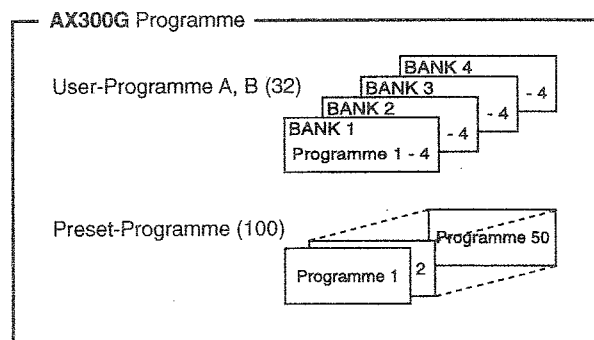 AX300G Programme
User-Programme A, B (32)
BANK 4
BANK 3
- 4
BANK 2
- 4
BANK 1
- 4
Programme 1 - 4
Preset-Programme (100)
Programme 50
2
Programme 1